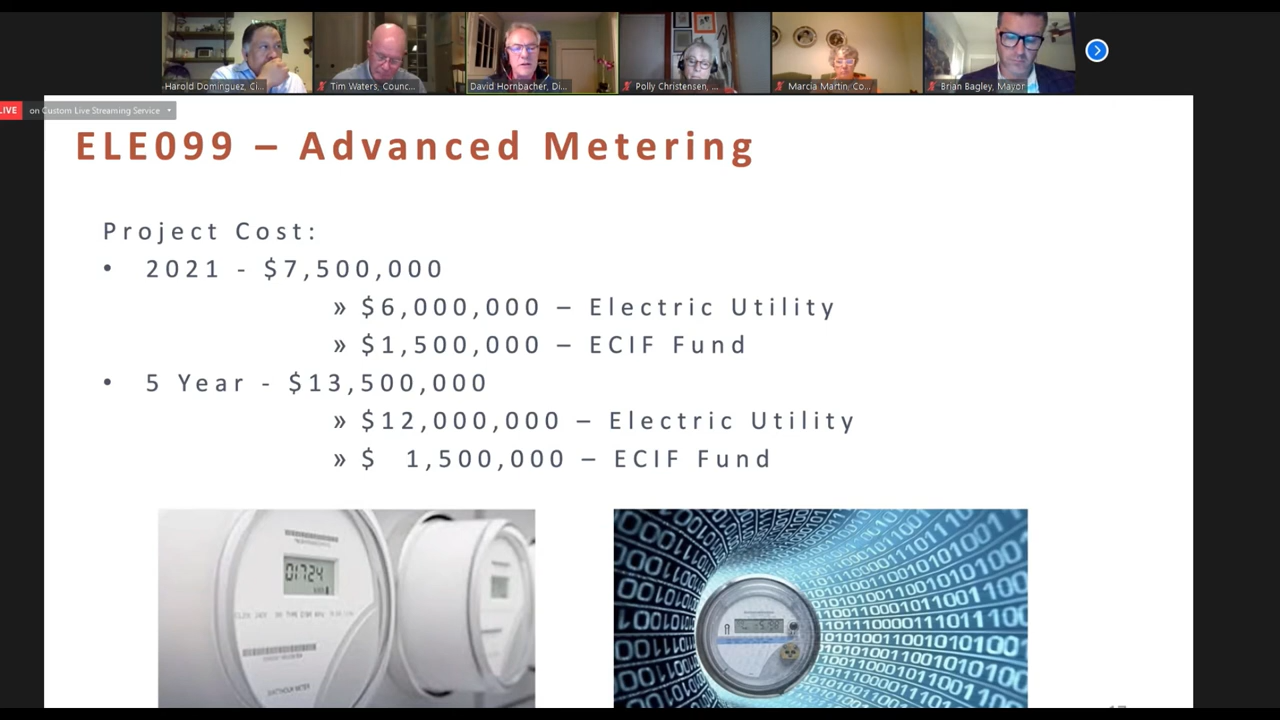 Harold Dominguez, Ci...
Tim Waters, Counc...
David Hornbacher, Di...
Polly Christensen, ...
Marcia Martin, Co...
Brian Bagley, Mayor
LIVE on Custom Live Streaming Service
ELE099 – Advanced Metering
Project Cost:
• 2021 - $7,500,000
» $6,000,000 – Electric Utility
» $1,500,000 – ECIF Fund
• 5 Year - $13,500,000
» $12,000,000 – Electric Utility
» $ 1,500,000 – ECIF Fund
01724